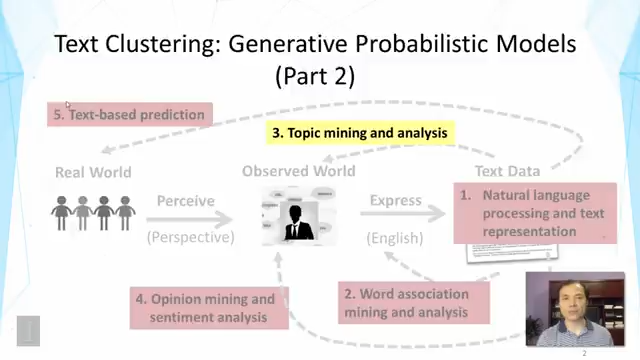 Text Clustering: Generative Probabilistic Models
(Part 2)
5. Text-based prediction
3. Topic mining and analysis
Real World
Observed World
Text Data
Perceive
(Perspective)
Express
(English)
1. Natural language
processing and text
representation
4. Opinion mining and
sentiment analysis
2. Word association
mining and analysis
2